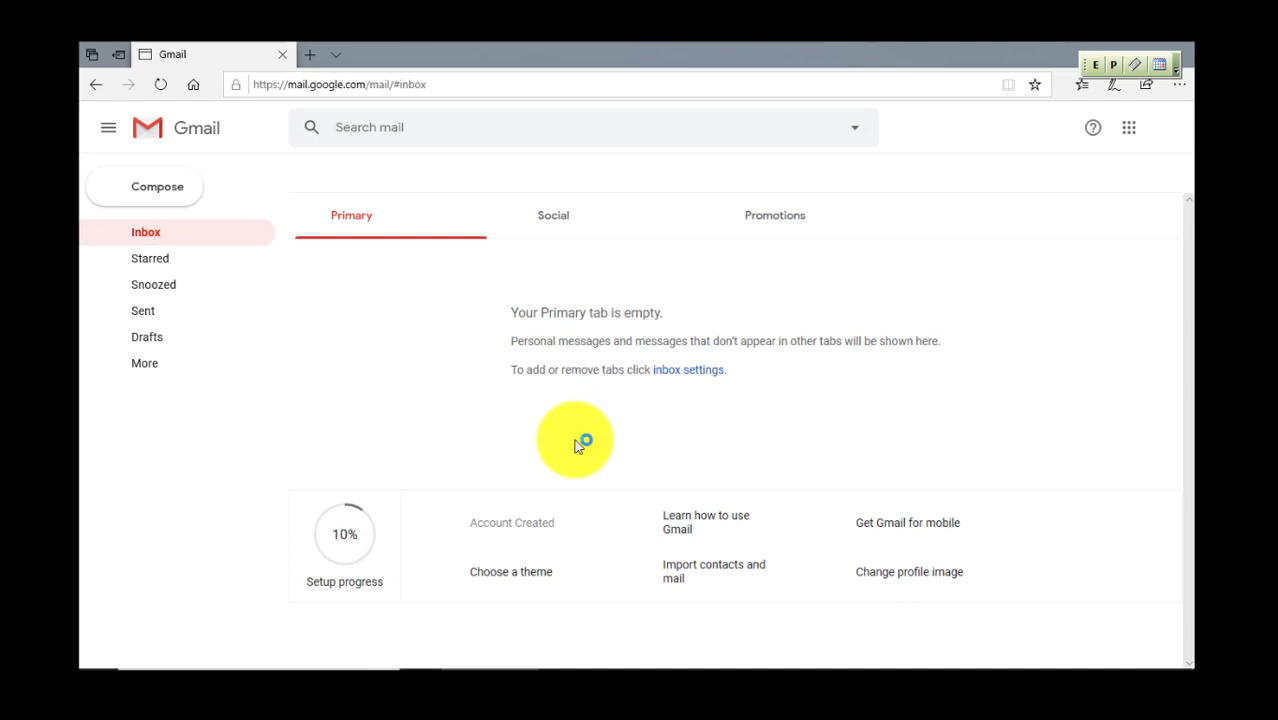 Gmail
https://mail.google.com/mail/#inbox
E P
Gmail
Search mail
Compose
Primary
Social
Promotions
Inbox
Starred
Snoozed
Sent
Drafts
More
Your Primary tab is empty.
Personal messages and messages that don't appear in other tabs will be shown here.
To add or remove tabs click inbox settings.
10%
Setup progress
Account Created
Learn how to use
Gmail
Get Gmail for mobile
Choose a theme
Import contacts and
mail
Change profile image